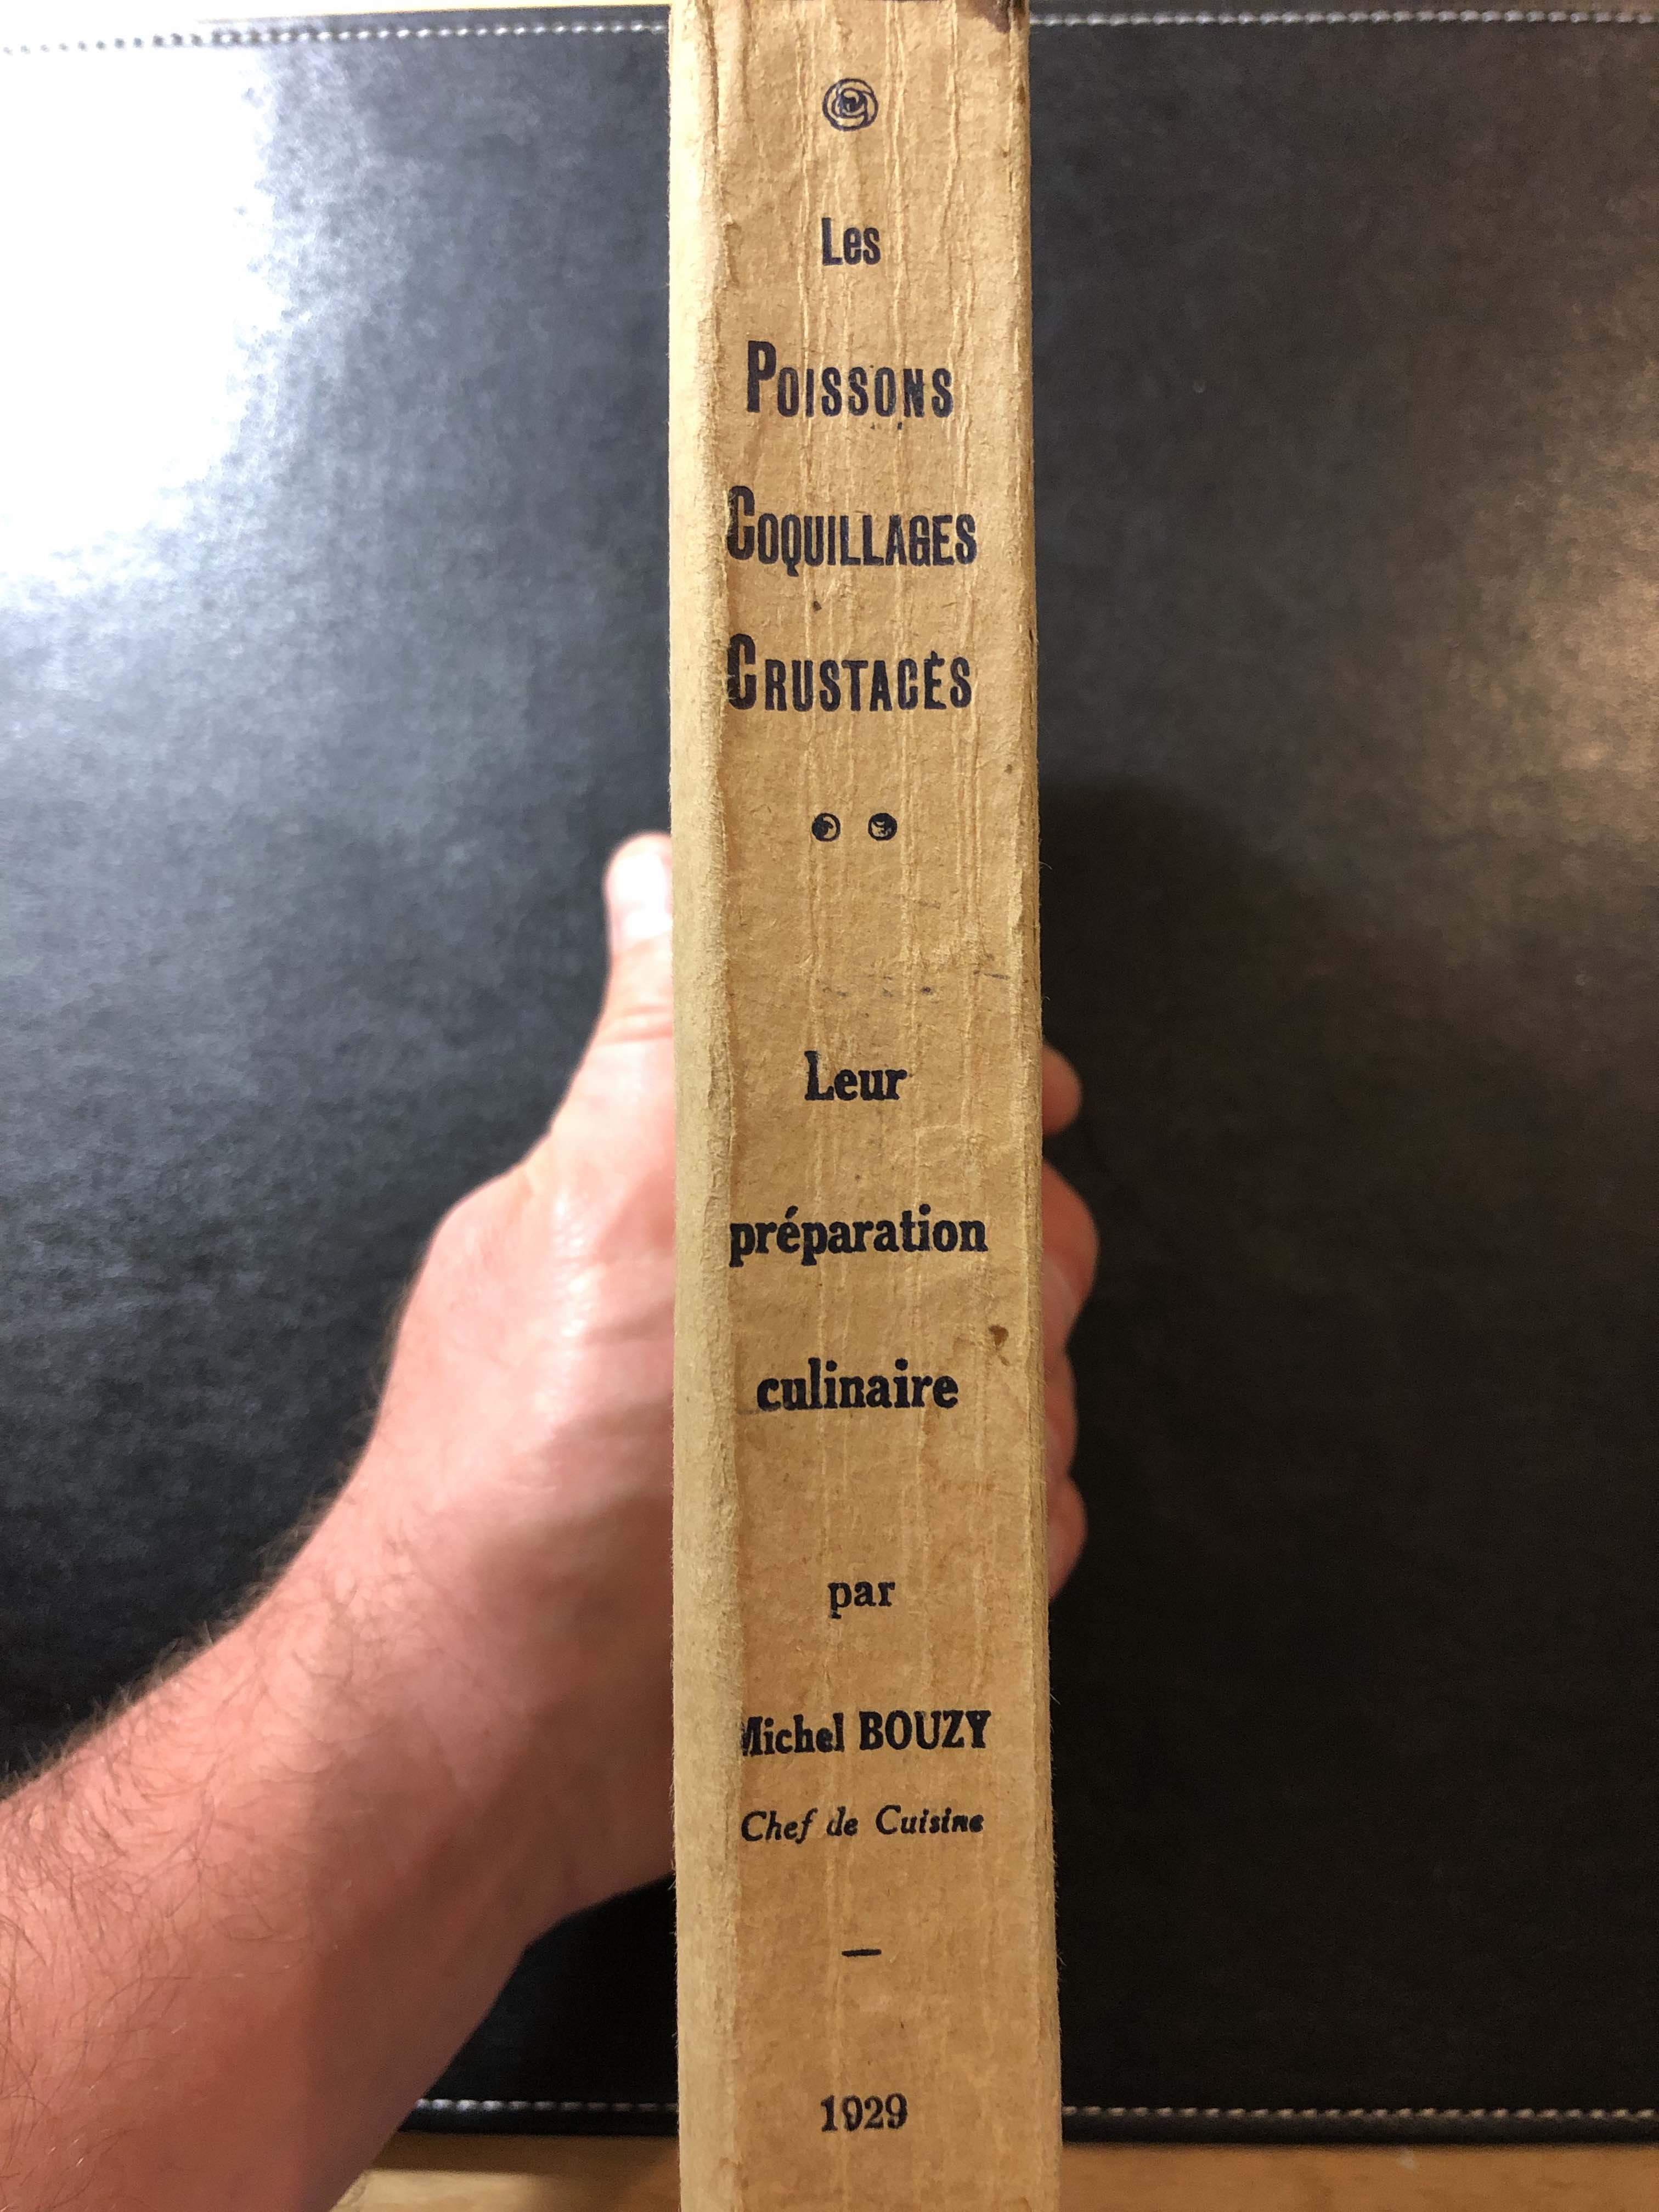 Les
POISSONS
COQUILLAGES
CRUSTACÉS
Leur
préparation
culinaire
par
Michel BOUZY
Chef de Cuisine
—
1929